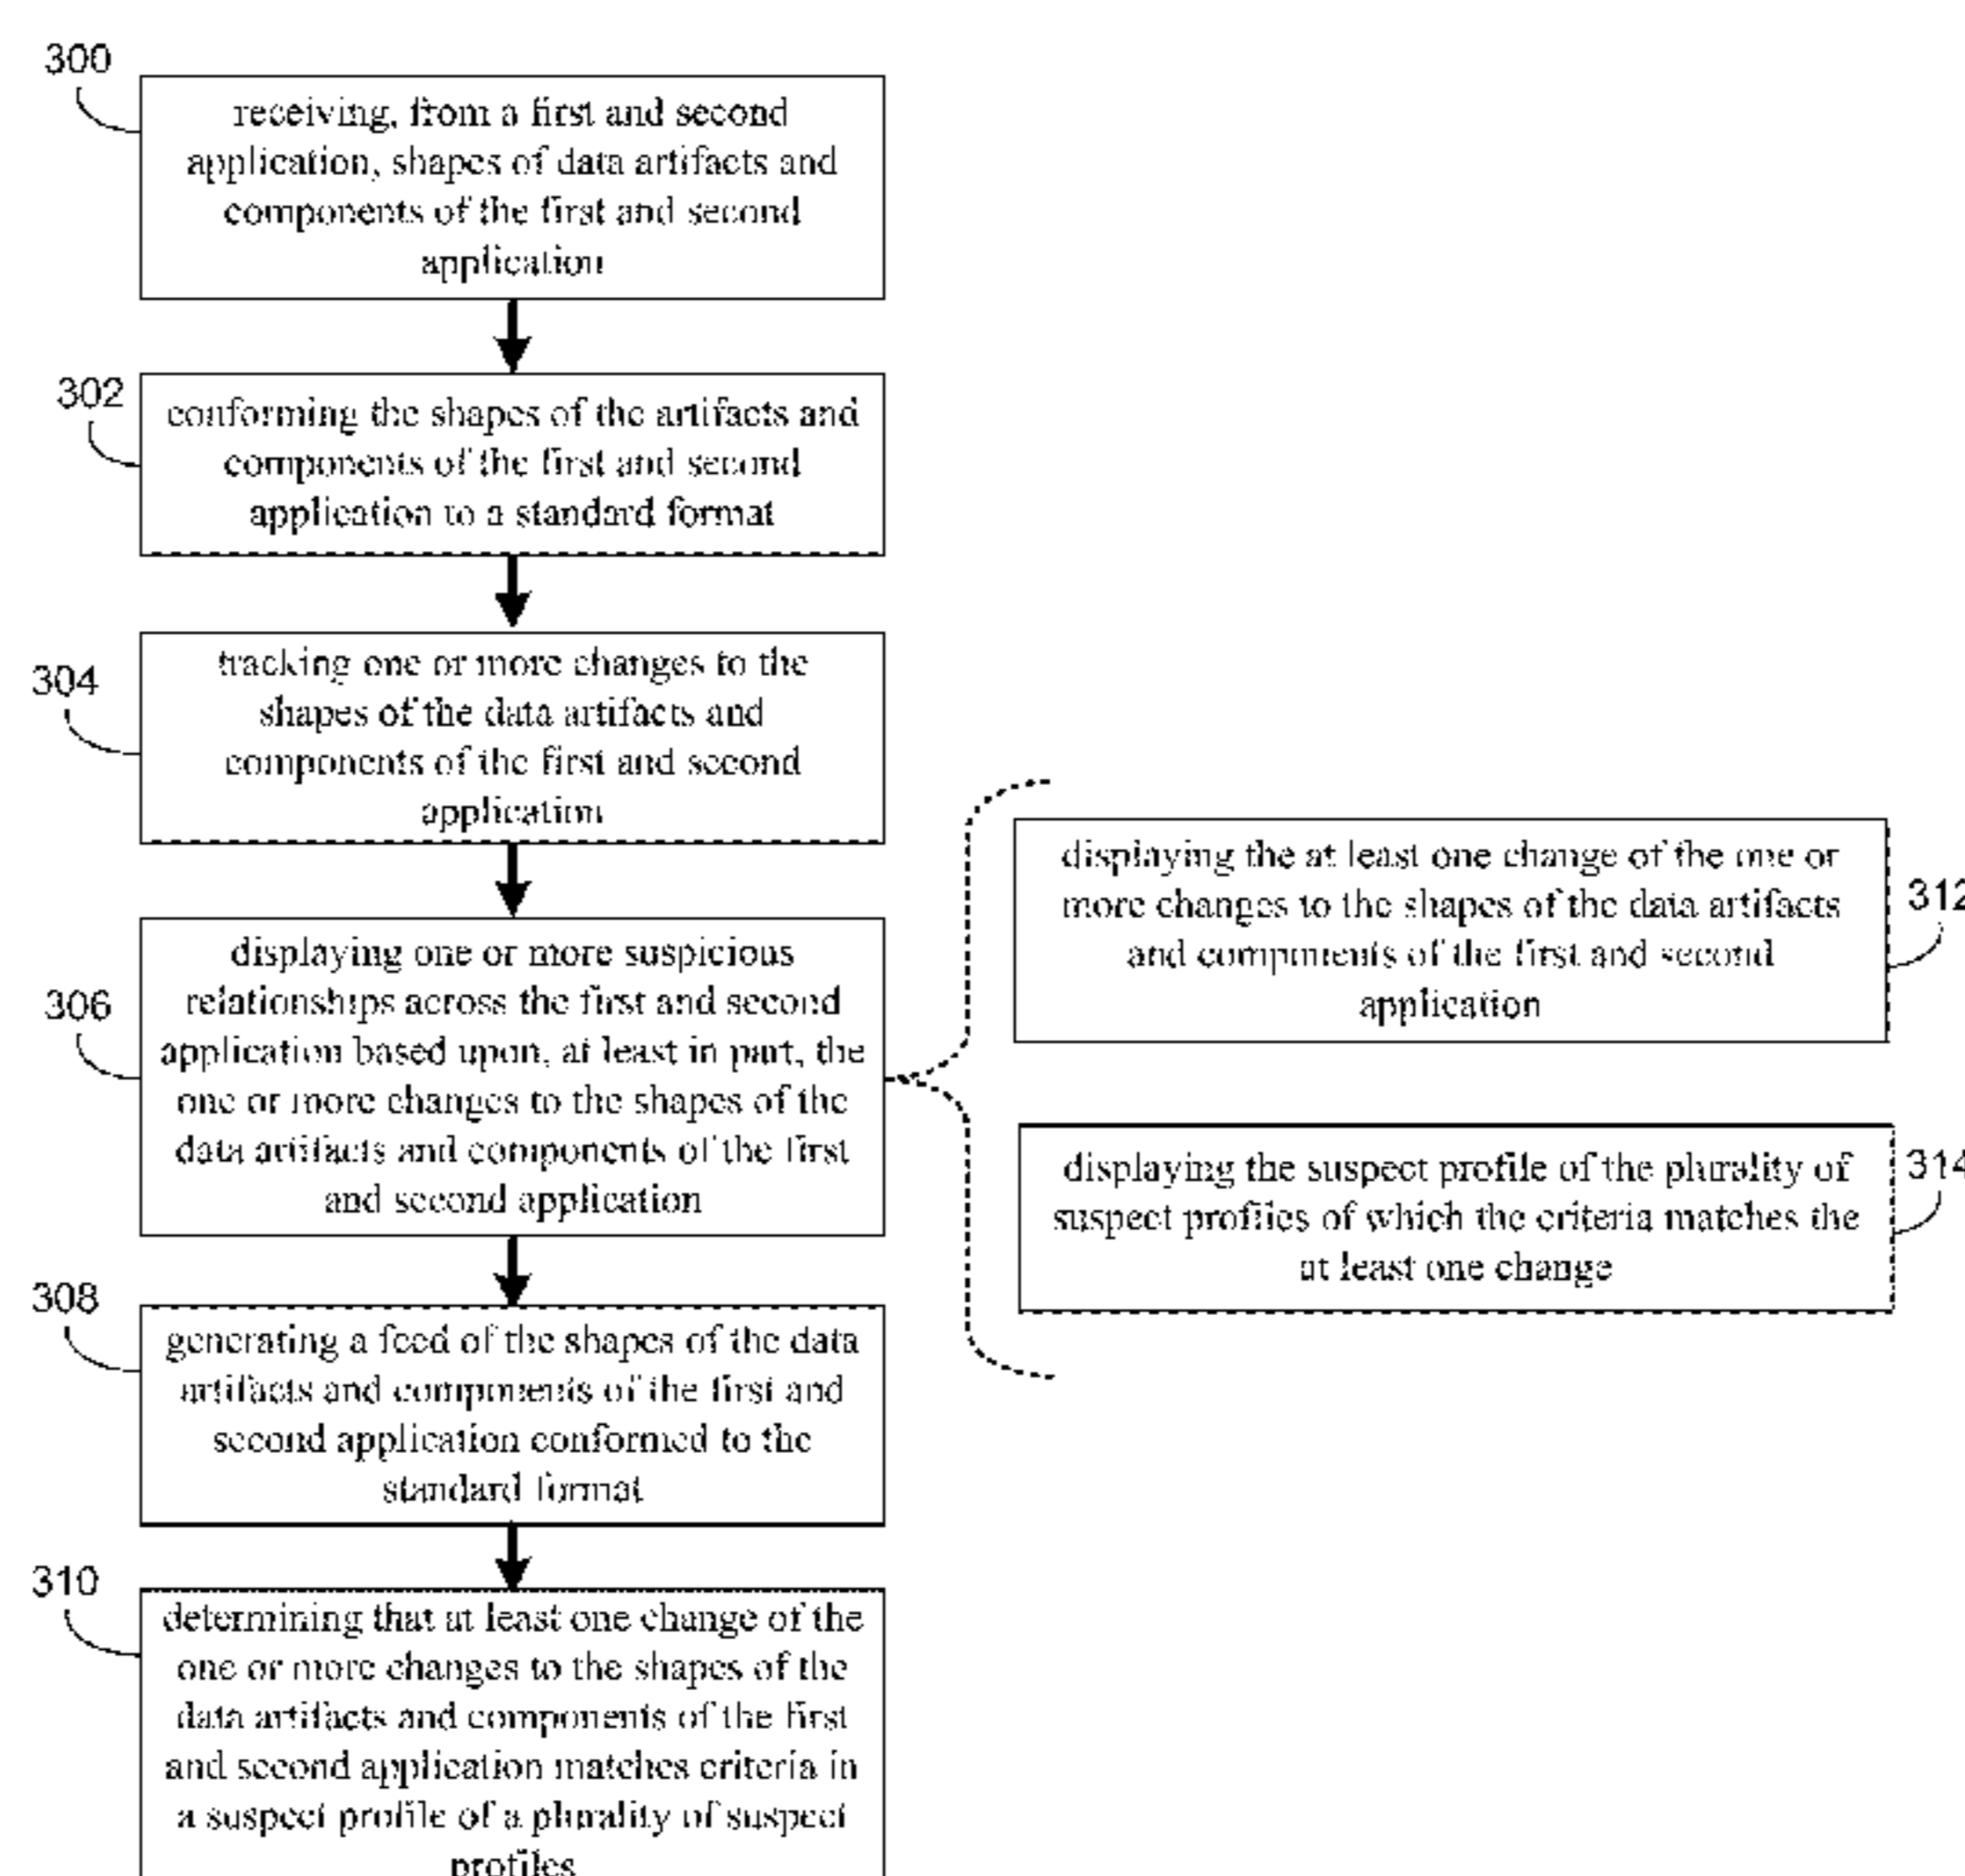 300
receiving, from a first and second
application, shapes of data artifacts and
components of the first and second
application
302
conforming the shapes of the artifacts and
components of the first and second
application to a standard format
304
tracking one or more changes to the
shapes of the data artifacts and
components of the first and second
application
306
displaying one or more suspicious
relationships across the first and second
application based upon, at least in part, the
one or more changes to the shapes of the
data artifacts and components of the first
and second application
312
displaying the at least one change of the one or
more changes to the shapes of the data artifacts
and components of the first and second
application
314
displaying the suspect profile of the plurality of
suspect profiles of which the criteria matches the
at least one change
308
generating a feed of the shapes of the data
artifacts and components of the first and
second application conformed to the
standard format
310
determining that at least one change of the
one or more changes to the shapes of the
data artifacts and components of the first
and second application matches criteria in
a suspect profile of a plurality of suspect
profiles